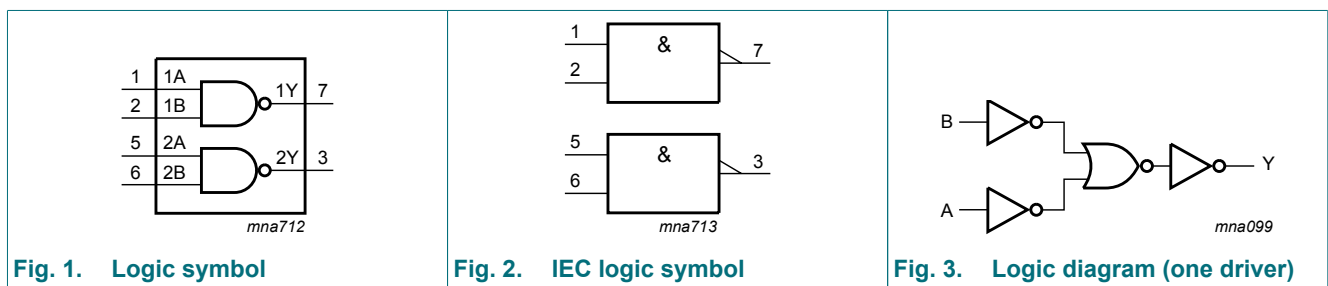 1 1A 1Y 7
2 1B
5 2A 2Y 3
6 2B
mna712
Fig. 1. Logic symbol
1 & 7
2
5 & 3
6
mna713
Fig. 2. IEC logic symbol
B
Y
A
mna099
Fig. 3. Logic diagram (one driver)